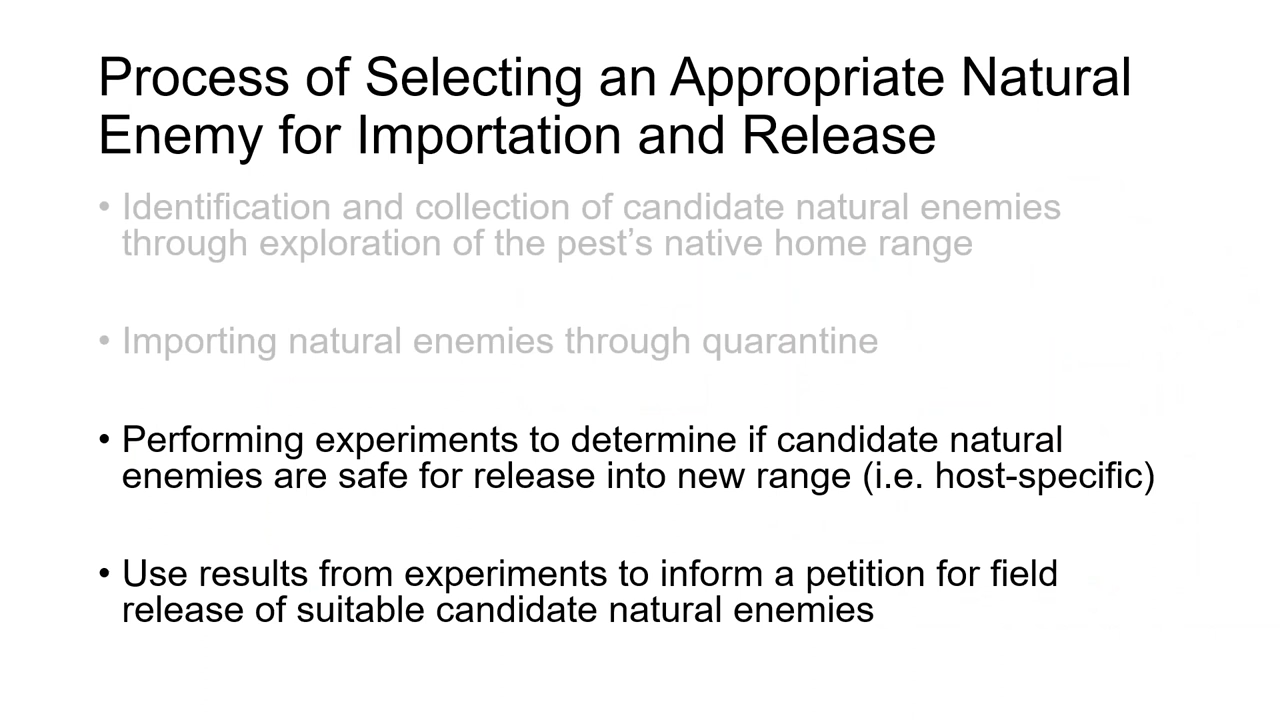 Process of Selecting an Appropriate Natural
Enemy for Importation and Release
• Identification and collection of candidate natural enemies
through exploration of the pest’s native home range
• Importing natural enemies through quarantine
• Performing experiments to determine if candidate natural
enemies are safe for release into new range (i.e. host-specific)
• Use results from experiments to inform a petition for field
release of suitable candidate natural enemies